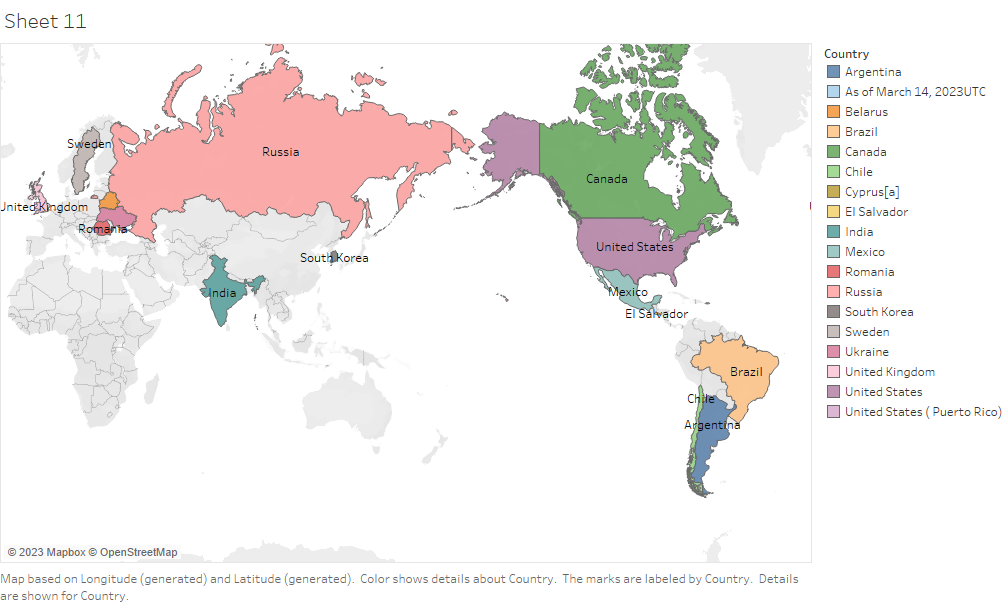 Sheet 11
Country
Argentina
As of March 14, 2023UTC
Belarus
Brazil
Canada
Chile
Cyprus[a]
El Salvador
India
Mexico
Romania
Russia
South Korea
Sweden
Ukraine
United Kingdom
United States
United States ( Puerto Rico)
Sweden
Russia
Canada
United Kingdom
Romania
United States
South Korea
India
Mexico
El Salvador
Brazil
Chile
Argentina
© 2023 Mapbox © OpenStreetMap
Map based on Longitude (generated) and Latitude (generated).  Color shows details about Country.  The marks are labeled by Country.  Details
are shown for Country.